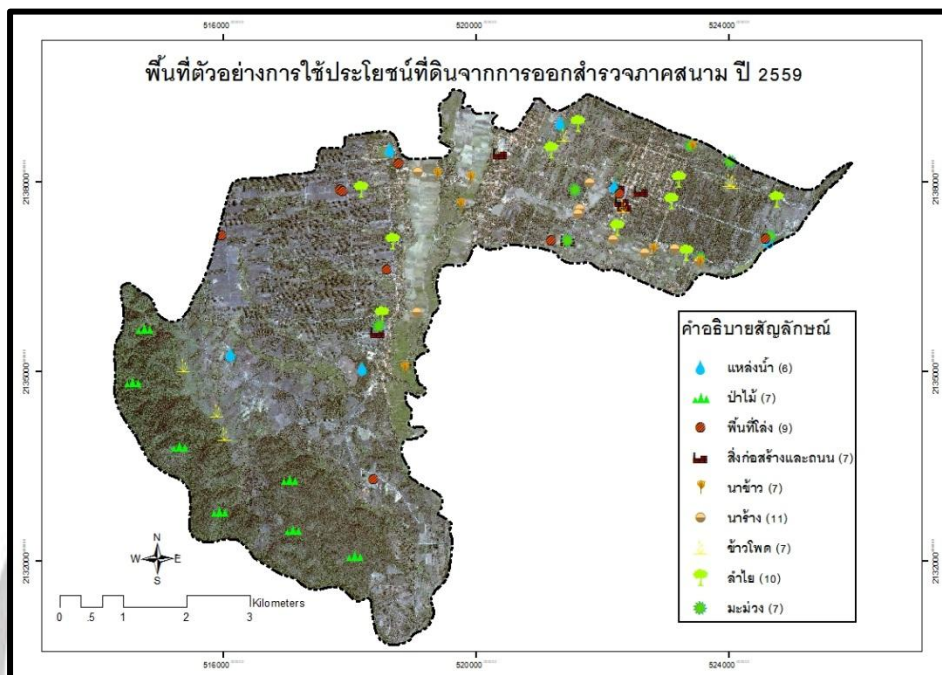 516000 520000 524000
พื้นที่ตัวอย่างการใช้ประโยชน์ที่ดินจากการออกสำรวจภาคสนาม ปี 2559
2138000 2138000
2135000 2135000
2132000 2132000
คำอธิบายสัญลักษณ์
แหล่งน้ำ (6)
ป่าไม้ (7)
พื้นที่โล่ง (9)
สิ่งก่อสร้างและถนน (7)
นาข้าว (7)
นาร้าง (11)
ข้าวโพด (7)
ลำไย (10)
มะม่วง (7)
N
W E
S
Kilometers
0 .5 1 2 3
516000 520000 524000